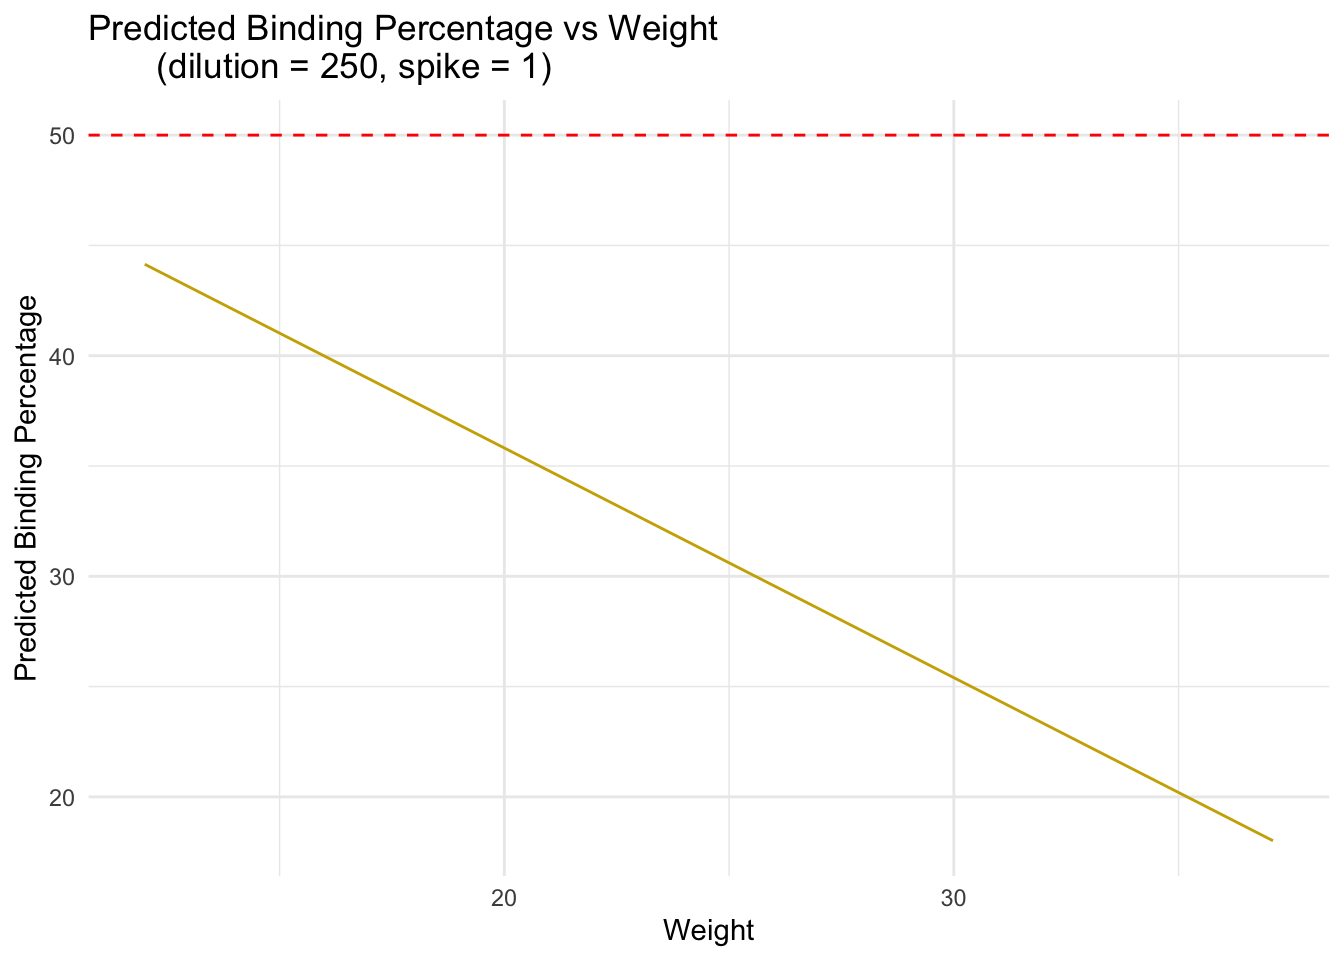 Predicted Binding Percentage vs Weight
(dilution = 250, spike = 1)
Predicted Binding Percentage
50
40
30
20
20
30
Weight